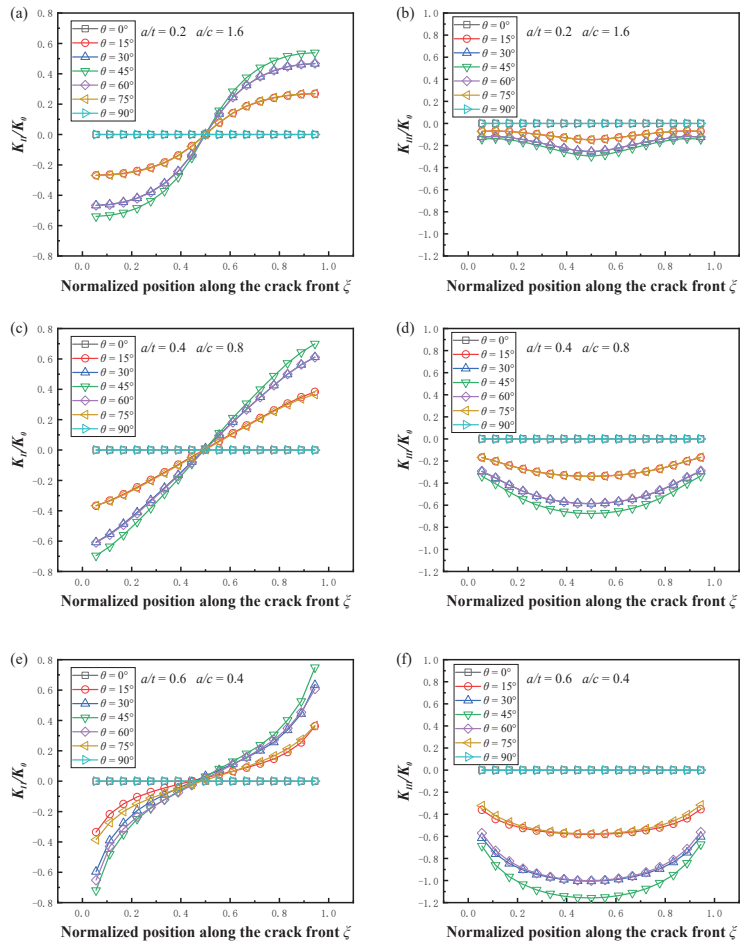 (a)
0.8
0.6
0.4
0.2
0.0
-0.2
-0.4
-0.6
-0.8
K_II/K_0
θ = 0°
θ = 15°
θ = 30°
θ = 45°
θ = 60°
θ = 75°
θ = 90°
a/t = 0.2 a/c = 1.6
0.0 0.2 0.4 0.6 0.8 1.0
Normalized position along the crack front ξ
(b)
1.0
0.8
0.6
0.4
0.2
0.0
-0.2
-0.4
-0.6
-0.8
-1.0
-1.2
K_III/K_0
θ = 0°
θ = 15°
θ = 30°
θ = 45°
θ = 60°
θ = 75°
θ = 90°
a/t = 0.2 a/c = 1.6
0.0 0.2 0.4 0.6 0.8 1.0
Normalized position along the crack front ξ
(c)
0.8
0.6
0.4
0.2
0.0
-0.2
-0.4
-0.6
-0.8
K_II/K_0
θ = 0°
θ = 15°
θ = 30°
θ = 45°
θ = 60°
θ = 75°
θ = 90°
a/t = 0.4 a/c = 0.8
0.0 0.2 0.4 0.6 0.8 1.0
Normalized position along the crack front ξ
(d)
1.0
0.8
0.6
0.4
0.2
0.0
-0.2
-0.4
-0.6
-0.8
-1.0
-1.2
K_III/K_0
θ = 0°
θ = 15°
θ = 30°
θ = 45°
θ = 60°
θ = 75°
θ = 90°
a/t = 0.4 a/c = 0.8
0.0 0.2 0.4 0.6 0.8 1.0
Normalized position along the crack front ξ
(e)
0.8
0.6
0.4
0.2
0.0
-0.2
-0.4
-0.6
-0.8
K_II/K_0
θ = 0°
θ = 15°
θ = 30°
θ = 45°
θ = 60°
θ = 75°
θ = 90°
a/t = 0.6 a/c = 0.4
0.0 0.2 0.4 0.6 0.8 1.0
Normalized position along the crack front ξ
(f)
1.0
0.8
0.6
0.4
0.2
0.0
-0.2
-0.4
-0.6
-0.8
-1.0
-1.2
K_III/K_0
θ = 0°
θ = 15°
θ = 30°
θ = 45°
θ = 60°
θ = 75°
θ = 90°
a/t = 0.6 a/c = 0.4
0.0 0.2 0.4 0.6 0.8 1.0
Normalized position along the crack front ξ